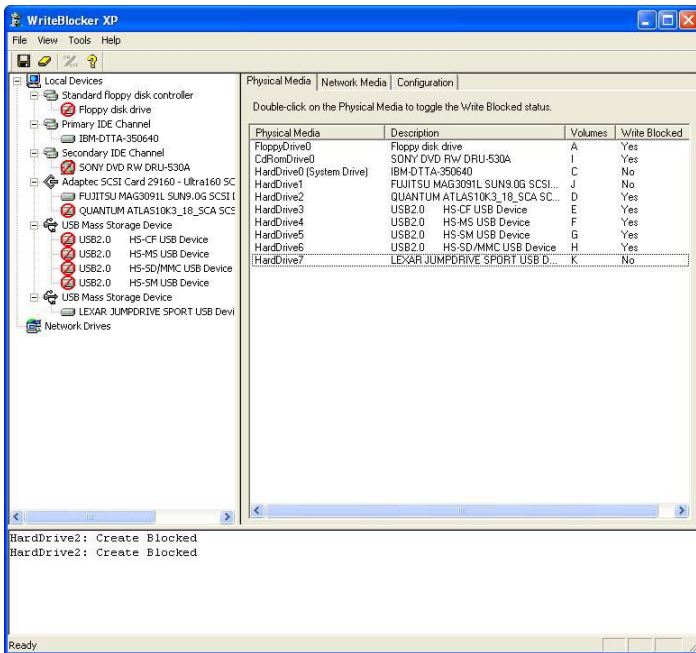 WriteBlocker XP
File View Tools Help
Local Devices
Standard floppy disk controller
Floppy disk drive
Primary IDE Channel
IBM-DTTA-350640
Secondary IDE Channel
SONY DVD RW DRU-530A
Adaptec SCSI Card 29160 - Ultra160 SC
FUJITSU MAG3091L SUN9.0G SCSI
QUANTUM ATLAS10K3_18_SCA SCS
USB Mass Storage Device
USB2.0 HS-CF USB Device
USB2.0 HS-MS USB Device
USB2.0 HS-SD/MMC USB Device
USB2.0 HS-SM USB Device
USB Mass Storage Device
LEXAR JUMPDRIVE SPORT USB Devi
Network Drives
Physical Media Network Media Configuration
Double-click on the Physical Media to toggle the Write Blocked status.
Physical Media Description Volumes Write Blocked
FloppyDrive0 Floppy disk drive A Yes
CdRomDrive0 SONY DVD RW DRU-530A I Yes
HardDrive0 (System Drive) IBM-DTTA-350640 C No
HardDrive1 FUJITSU MAG3091L SUN9.0G SCSI... J No
HardDrive2 QUANTUM ATLAS10K3_18_SCA SC... D Yes
HardDrive3 USB2.0 HS-CF USB Device E Yes
HardDrive4 USB2.0 HS-MS USB Device F Yes
HardDrive5 USB2.0 HS-SM USB Device G Yes
HardDrive6 USB2.0 HS-SD/MMC USB Device H Yes
HardDrive7 LEXAR JUMPDRIVE SPORT USB D... K No
HardDrive2: Create Blocked
HardDrive2: Create Blocked
Ready